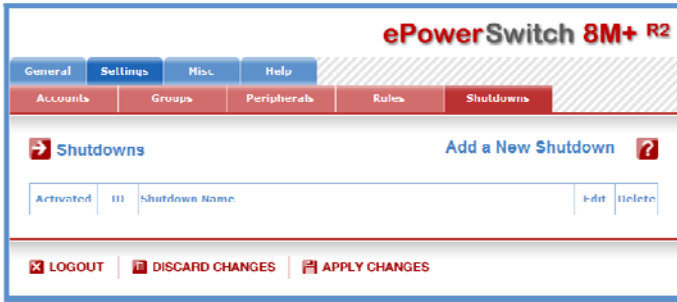 ePowerSwitch 8M+ R2
General Settings Misc Help
Accounts Groups Peripherals Rules Shutdowns
Shutdowns Add a New Shutdown ?
Activated ID Shutdown Name Edit Delete
LOGOUT DISCARD CHANGES APPLY CHANGES